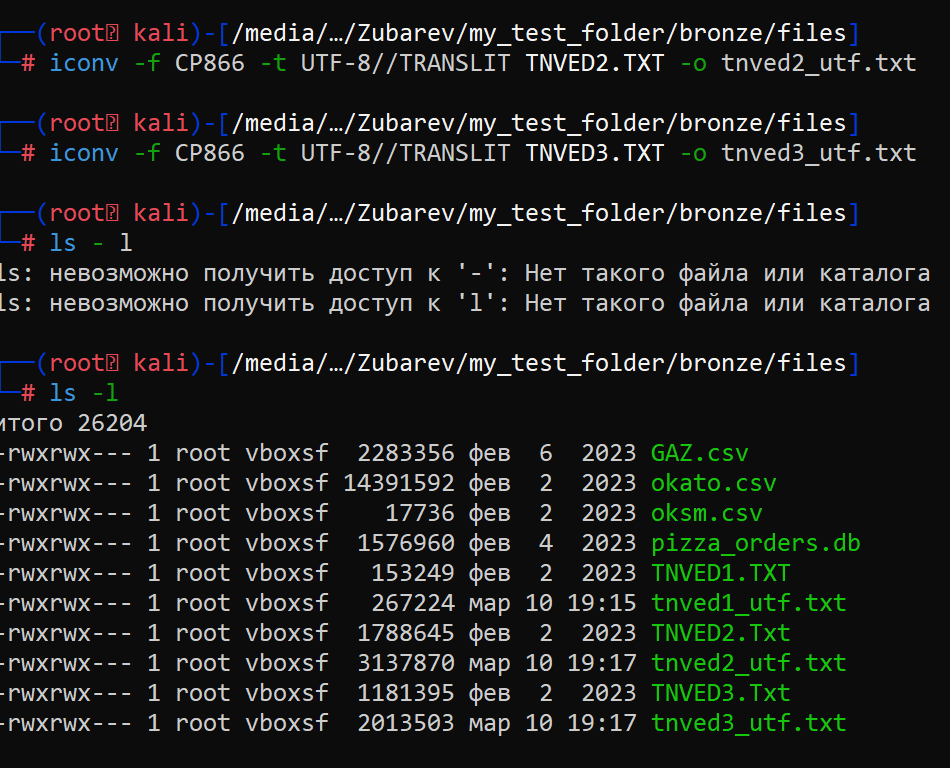 ┌──(root㉿ kali)-[/media/…/Zubarev/my_test_folder/bronze/files]
└─# iconv -f CP866 -t UTF-8//TRANSLIT TNVED2.TXT -o tnved2_utf.txt
┌──(root㉿ kali)-[/media/…/Zubarev/my_test_folder/bronze/files]
└─# iconv -f CP866 -t UTF-8//TRANSLIT TNVED3.TXT -o tnved3_utf.txt
┌──(root㉿ kali)-[/media/…/Zubarev/my_test_folder/bronze/files]
└─# ls - l
ls: невозможно получить доступ к '-': Нет такого файла или каталога
ls: невозможно получить доступ к 'l': Нет такого файла или каталога
┌──(root㉿ kali)-[/media/…/Zubarev/my_test_folder/bronze/files]
└─# ls -l
итого 26204
-rwxrwx--- 1 root vboxsf  2283356 фев  6  2023 GAZ.csv
-rwxrwx--- 1 root vboxsf 14391592 фев  2  2023 okato.csv
-rwxrwx--- 1 root vboxsf    17736 фев  2  2023 oksm.csv
-rwxrwx--- 1 root vboxsf  1576960 фев  4  2023 pizza_orders.db
-rwxrwx--- 1 root vboxsf   153249 фев  2  2023 TNVED1.TXT
-rwxrwx--- 1 root vboxsf   267224 мар 10 19:15 tnved1_utf.txt
-rwxrwx--- 1 root vboxsf  1788645 фев  2  2023 TNVED2.Txt
-rwxrwx--- 1 root vboxsf  3137870 мар 10 19:17 tnved2_utf.txt
-rwxrwx--- 1 root vboxsf  1181395 фев  2  2023 TNVED3.Txt
-rwxrwx--- 1 root vboxsf  2013503 мар 10 19:17 tnved3_utf.txt